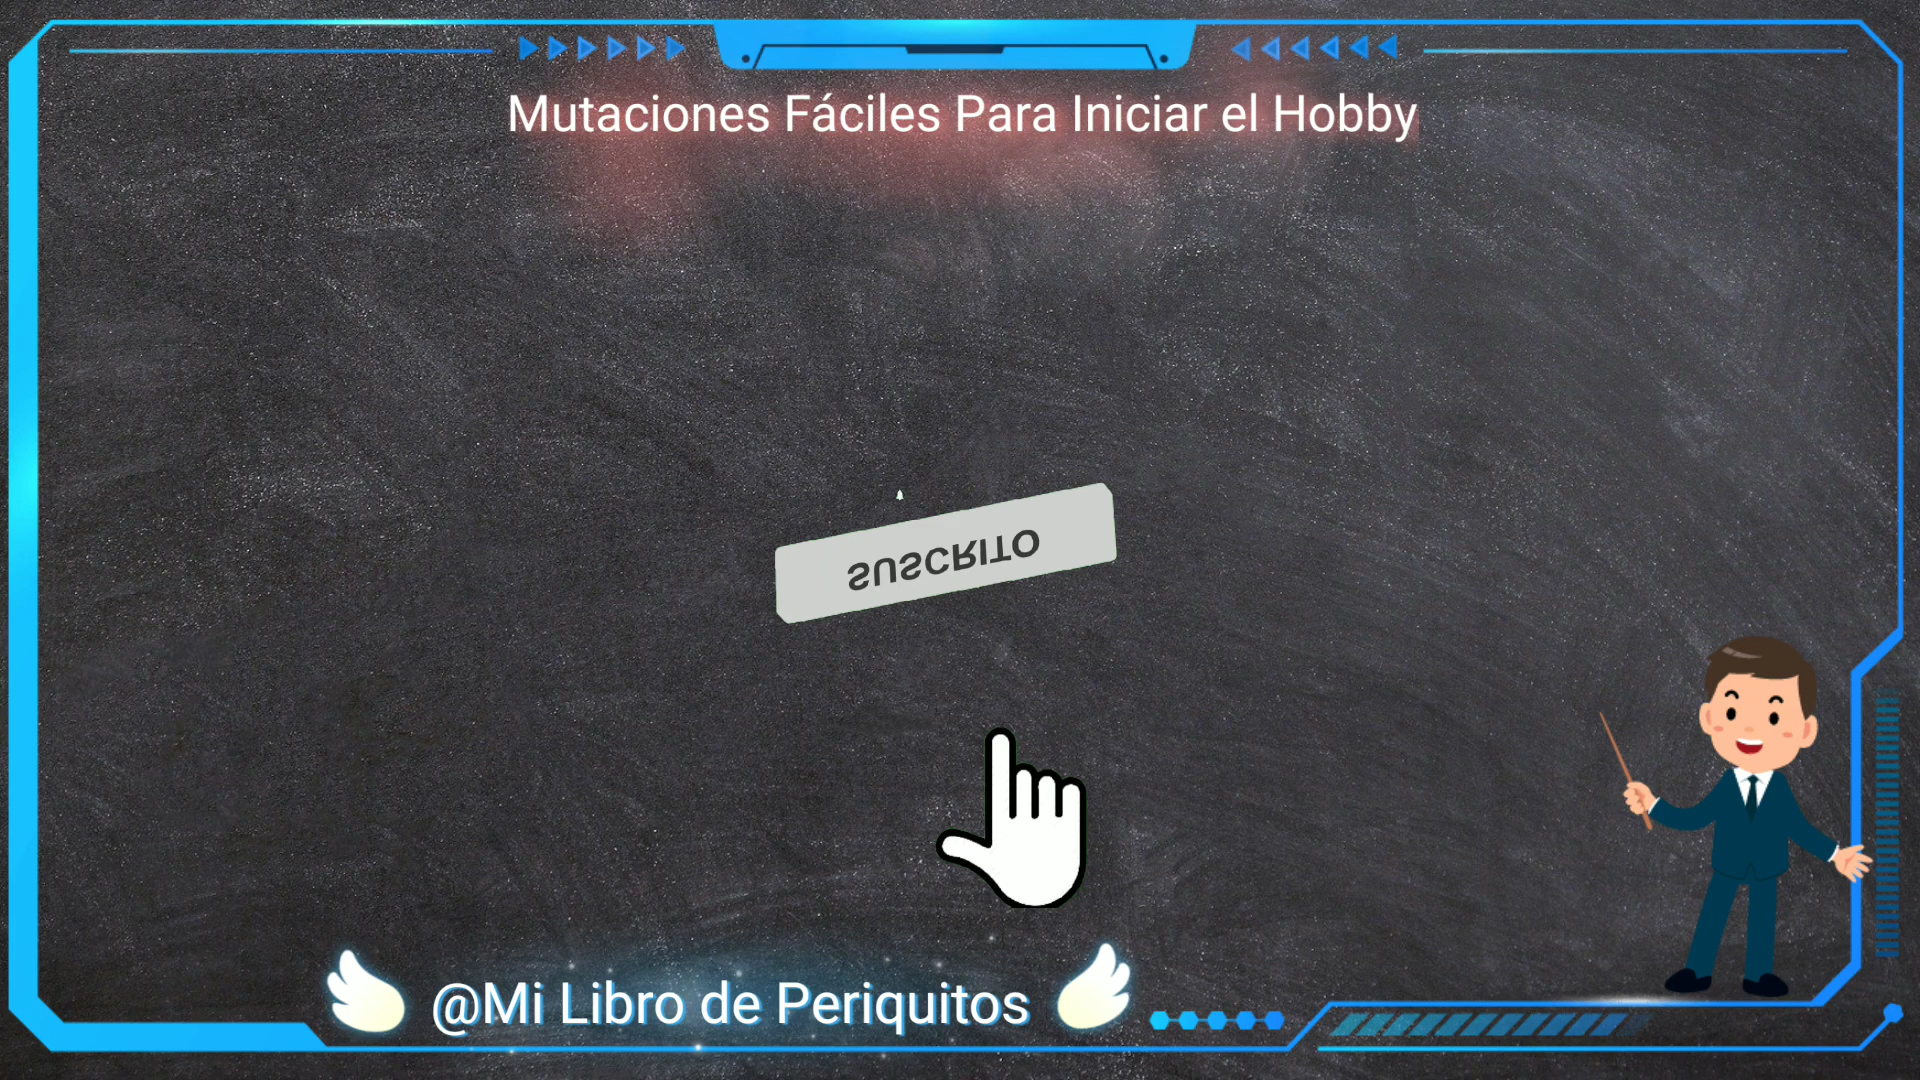 Mutaciones Fáciles Para Iniciar el Hobby
SUSCRITO
@Mi Libro de Periquitos